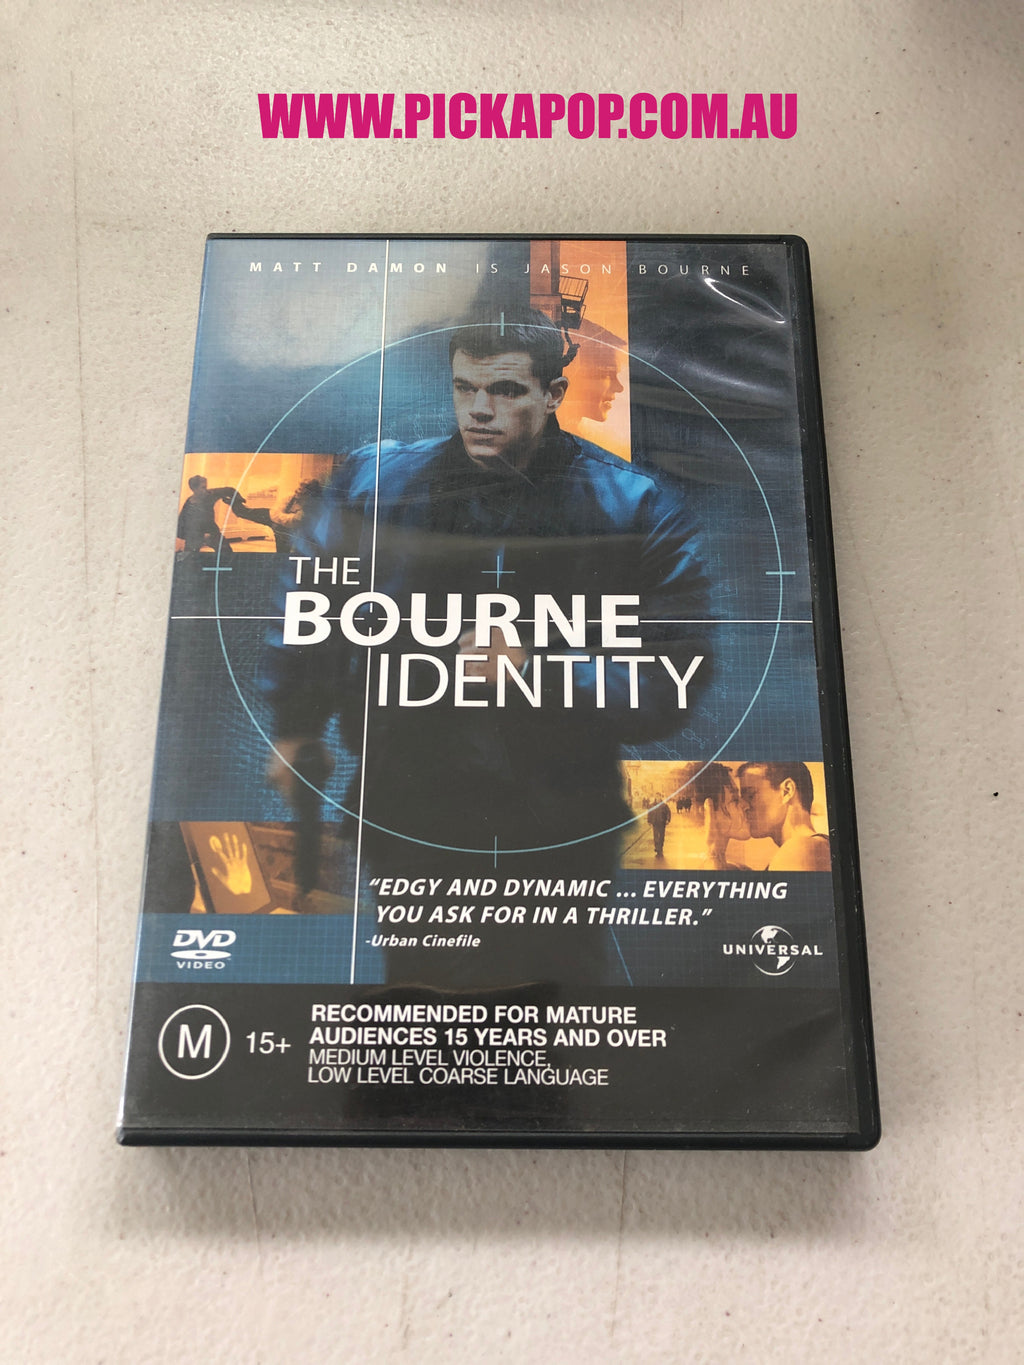 WWW.PICKAPOP.COM.AU
MATT DAMON IS JASON BOURNE
THE
BOURNE
IDENTITY
"EDGY AND DYNAMIC ... EVERYTHING
YOU ASK FOR IN A THRILLER."
-Urban Cinefile
DVD
VIDEO
UNIVERSAL
M 15+
RECOMMENDED FOR MATURE
AUDIENCES 15 YEARS AND OVER
MEDIUM LEVEL VIOLENCE,
LOW LEVEL COARSE LANGUAGE